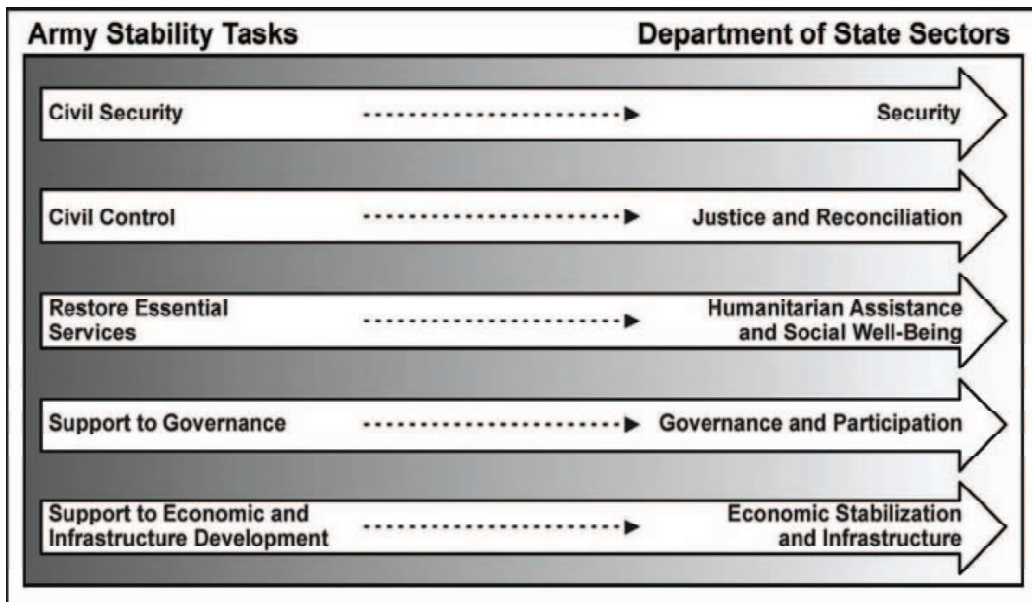 Army Stability Tasks
Department of State Sectors
Civil Security
Security
Civil Control
Justice and Reconciliation
Restore Essential
Services
Humanitarian Assistance
and Social Well-Being
Support to Governance
Governance and Participation
Support to Economic and
Infrastructure Development
Economic Stabilization
and Infrastructure